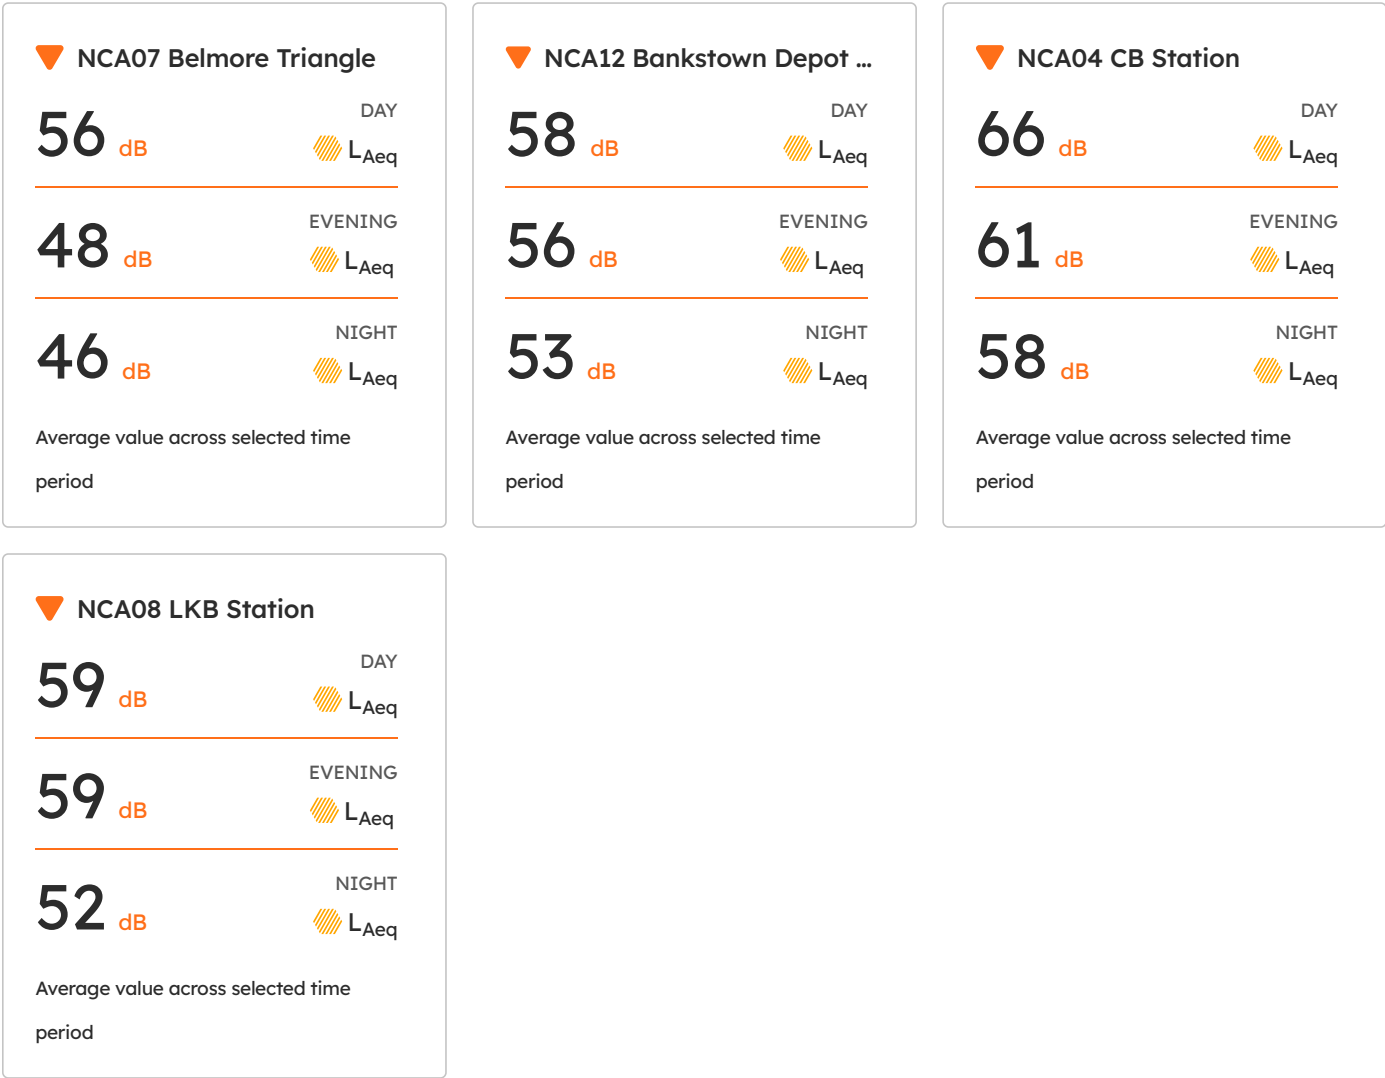 NCA07 Belmore Triangle
DAY
56 dB LAeq
EVENING
48 dB LAeq
NIGHT
46 dB LAeq
Average value across selected time
period
NCA12 Bankstown Depot ...
DAY
58 dB LAeq
EVENING
56 dB LAeq
NIGHT
53 dB LAeq
Average value across selected time
period
NCA04 CB Station
DAY
66 dB LAeq
EVENING
61 dB LAeq
NIGHT
58 dB LAeq
Average value across selected time
period
NCA08 LKB Station
DAY
59 dB LAeq
EVENING
59 dB LAeq
NIGHT
52 dB LAeq
Average value across selected time
period